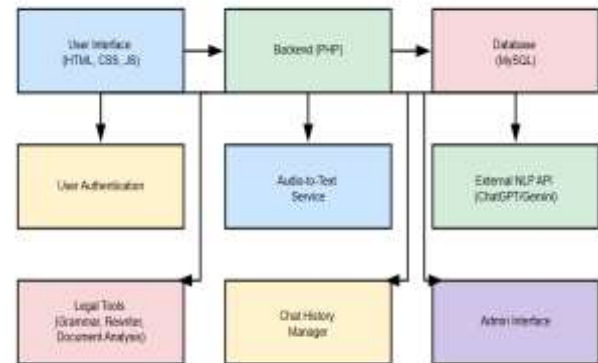 User Interface
(HTML, CSS, JS)
Backend (PHP)
Database
(MySQL)
User Authentication
Audio-to-Text
Service
External NLP API
(ChatGPT/Gemini)
Legal Tools
(Grammar, Rewriter,
Document Analysis)
Chat History
Manager
Admin Interface